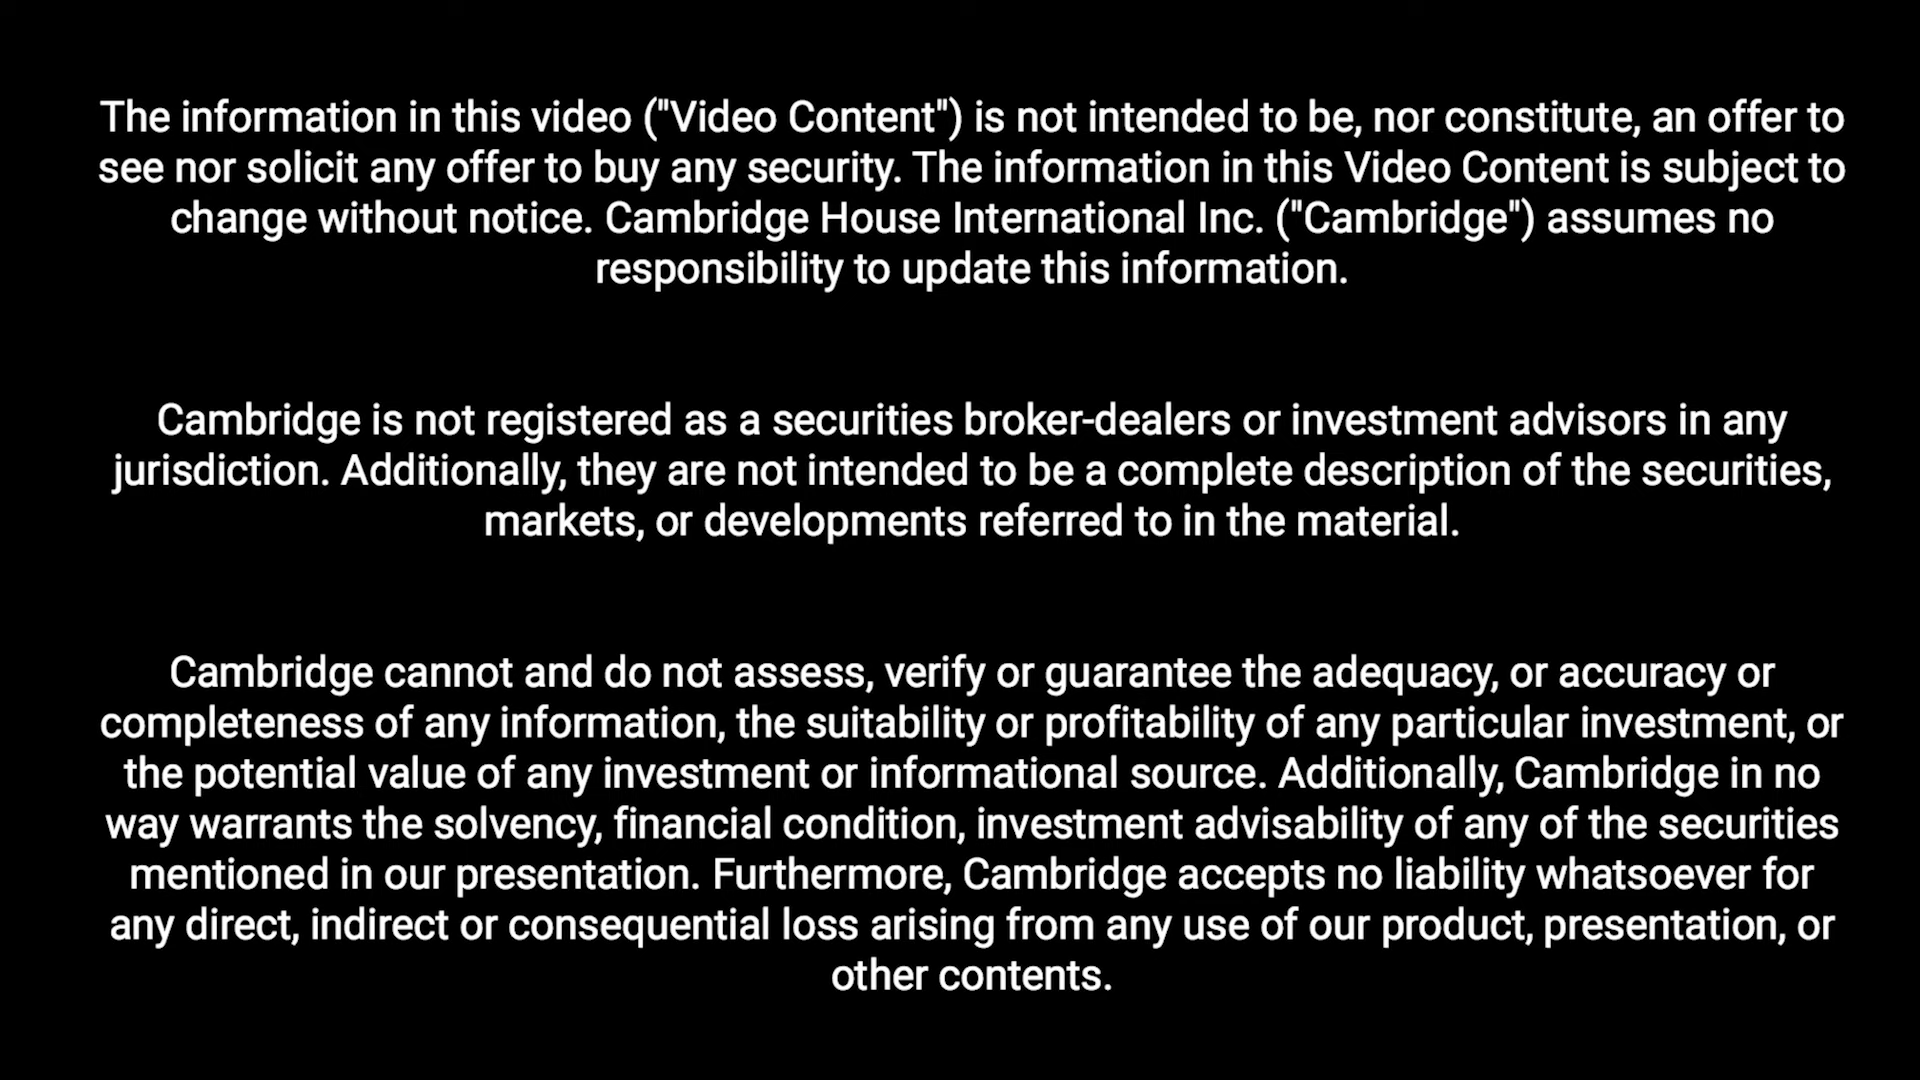 The information in this video ("Video Content") is not intended to be, nor constitute, an offer to
see nor solicit any offer to buy any security. The information in this Video Content is subject to
change without notice. Cambridge House International Inc. ("Cambridge") assumes no
responsibility to update this information.
Cambridge is not registered as a securities broker-dealers or investment advisors in any
jurisdiction. Additionally, they are not intended to be a complete description of the securities,
markets, or developments referred to in the material.
Cambridge cannot and do not assess, verify or guarantee the adequacy, or accuracy or
completeness of any information, the suitability or profitability of any particular investment, or
the potential value of any investment or informational source. Additionally, Cambridge in no
way warrants the solvency, financial condition, investment advisability of any of the securities
mentioned in our presentation. Furthermore, Cambridge accepts no liability whatsoever for
any direct, indirect or consequential loss arising from any use of our product, presentation, or
other contents.